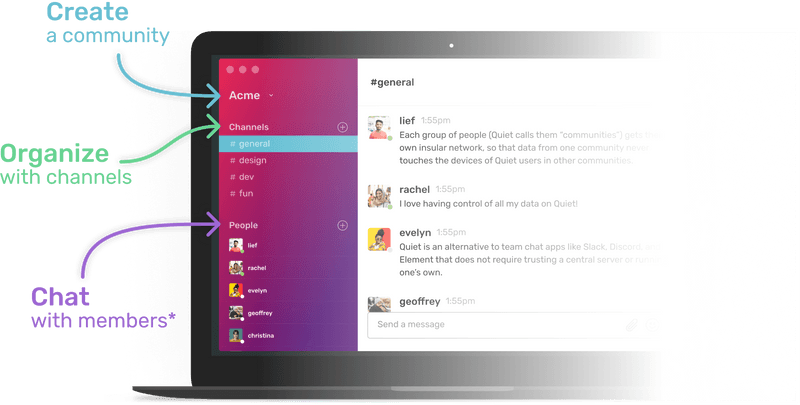 Create
a community
Organize
with channels
Chat
with members*
Acme
Channels
# general
# design
# dev
# fun
People
lief
rachel
evelyn
geoffrey
christina
#general
lief 1:55pm
Each group of people (Quiet calls them “communities”) gets their
own insular network, so that data from one community never
touches the devices of Quiet users in other communities.
rachel 1:55pm
I love having control of all my data on Quiet!
evelyn 1:55pm
Quiet is an alternative to team chat apps like Slack, Discord, and
Element that does not require trusting a central server or running
one's own.
geoffrey 1:55pm
Send a message